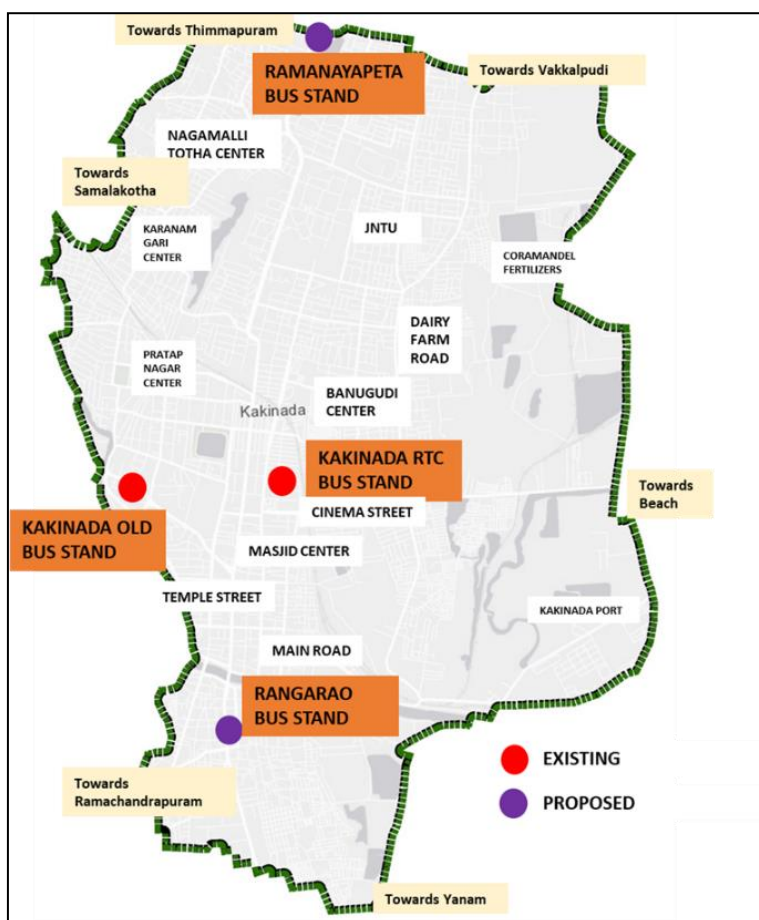 Towards Thimmapuram
RAMANAYAPETA
BUS STAND
Towards Vakkalpudi
NAGAMALLI
TOTHA CENTER
Towards
Samalakotha
KARANAM
GARI
CENTER
JNTU
CORAMANDEL
FERTILIZERS
DAIRY
FARM
ROAD
PRATAP
NAGAR
CENTER
BANUGUDI
CENTER
Kakinada
KAKINADA RTC
BUS STAND
Towards
Beach
KAKINADA OLD
BUS STAND
CINEMA STREET
MASJID CENTER
TEMPLE STREET
KAKINADA PORT
MAIN ROAD
RANGARAO
BUS STAND
EXISTING
Towards
Ramachandrapuram
PROPOSED
Towards Yanam